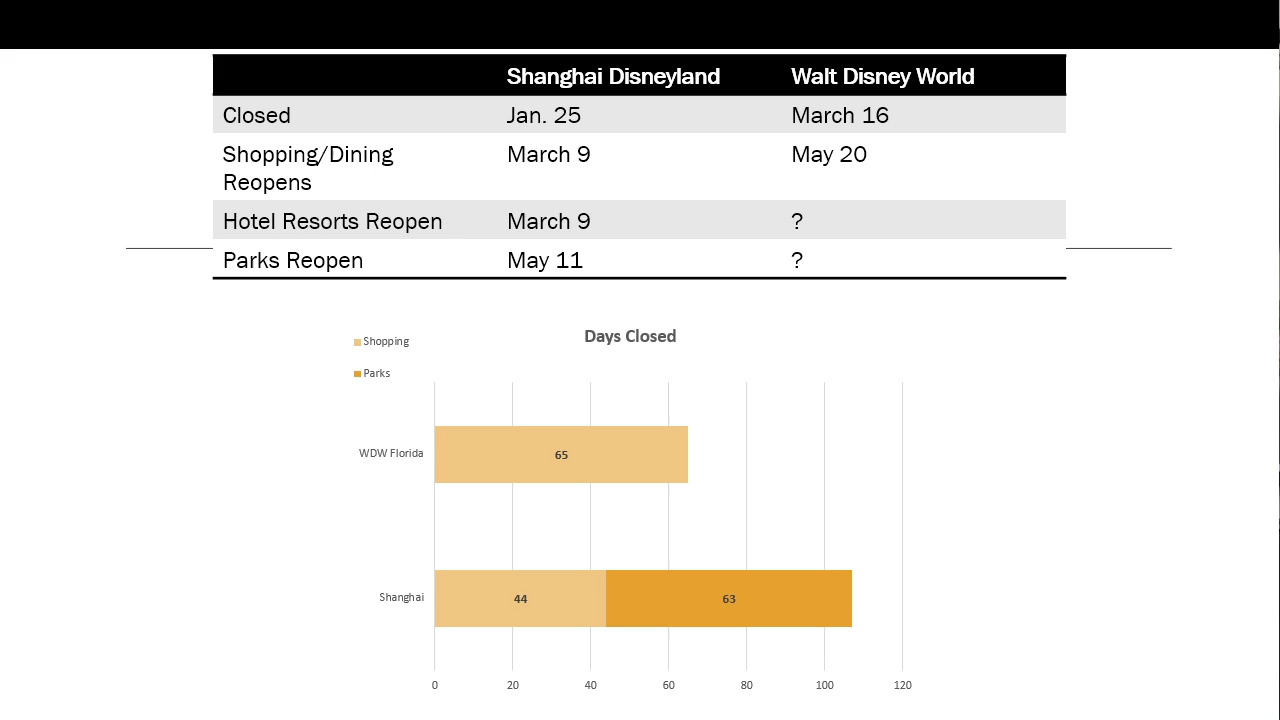 Shanghai Disneyland Walt Disney World
Closed Jan. 25 March 16
Shopping/Dining March 9 May 20
Reopens
Hotel Resorts Reopen March 9 ?
Parks Reopen May 11 ?
Days Closed
Shopping
Parks
WDW Florida 65
Shanghai 44 63
0 20 40 60 80 100 120